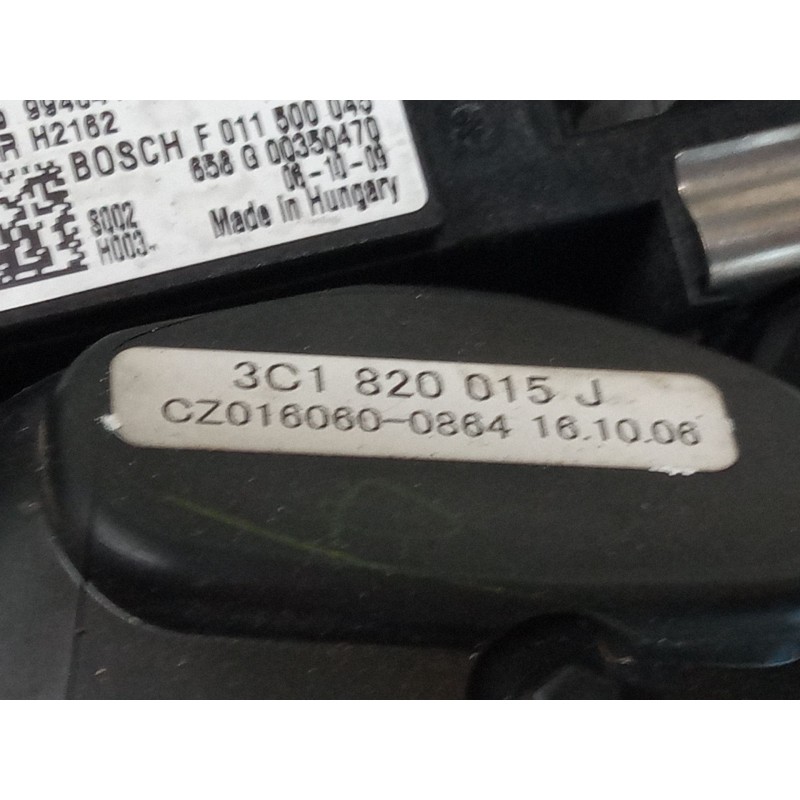 R H2162
BOSCH F 011 500 043
658 G 00350470
06-10-09
Made in Hungary
S002
H003-
3C1 820 015 J
CZ016060-0864 16.10.06